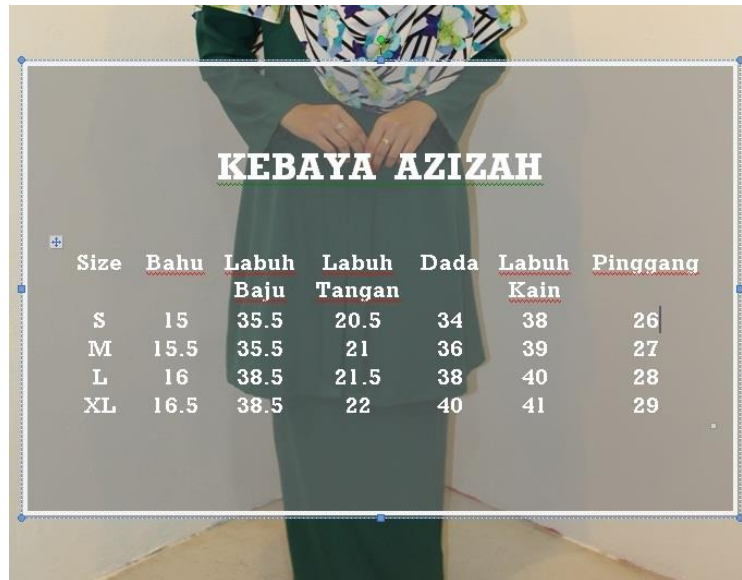 KEBAYA AZIZAH
Size Bahu Labuh Labuh Dada Labuh Pinggang
Baju Tangan Kain
S 15 35.5 20.5 34 38 26
M 15.5 35.5 21 36 39 27
L 16 38.5 21.5 38 40 28
XL 16.5 38.5 22 40 41 29